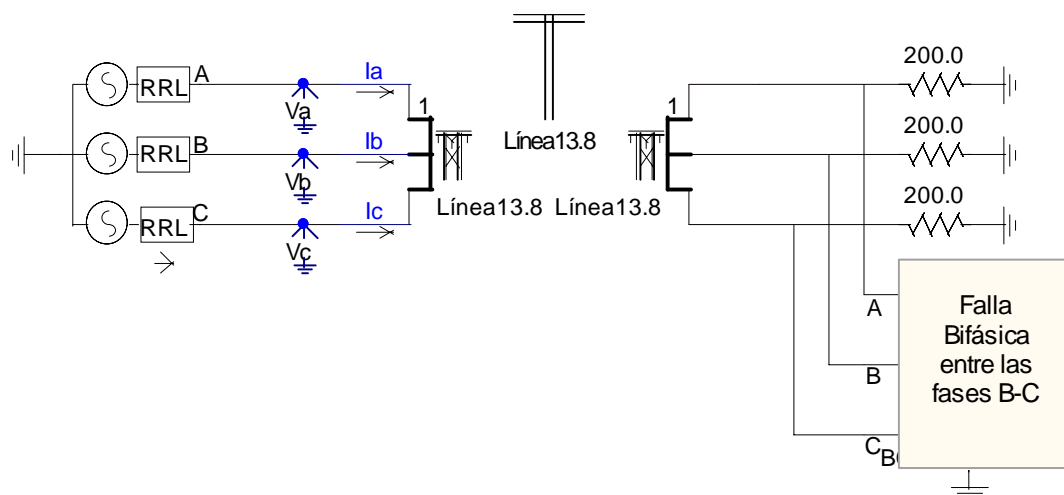 RRL
A
Va
Ia
1
RRL
B
Vb
Ib
RRL
C
Vc
Ic
Línea13.8
Línea13.8
Línea13.8
1
200.0
200.0
200.0
A
B
C
Falla
Bifásica
entre las
fases B-C